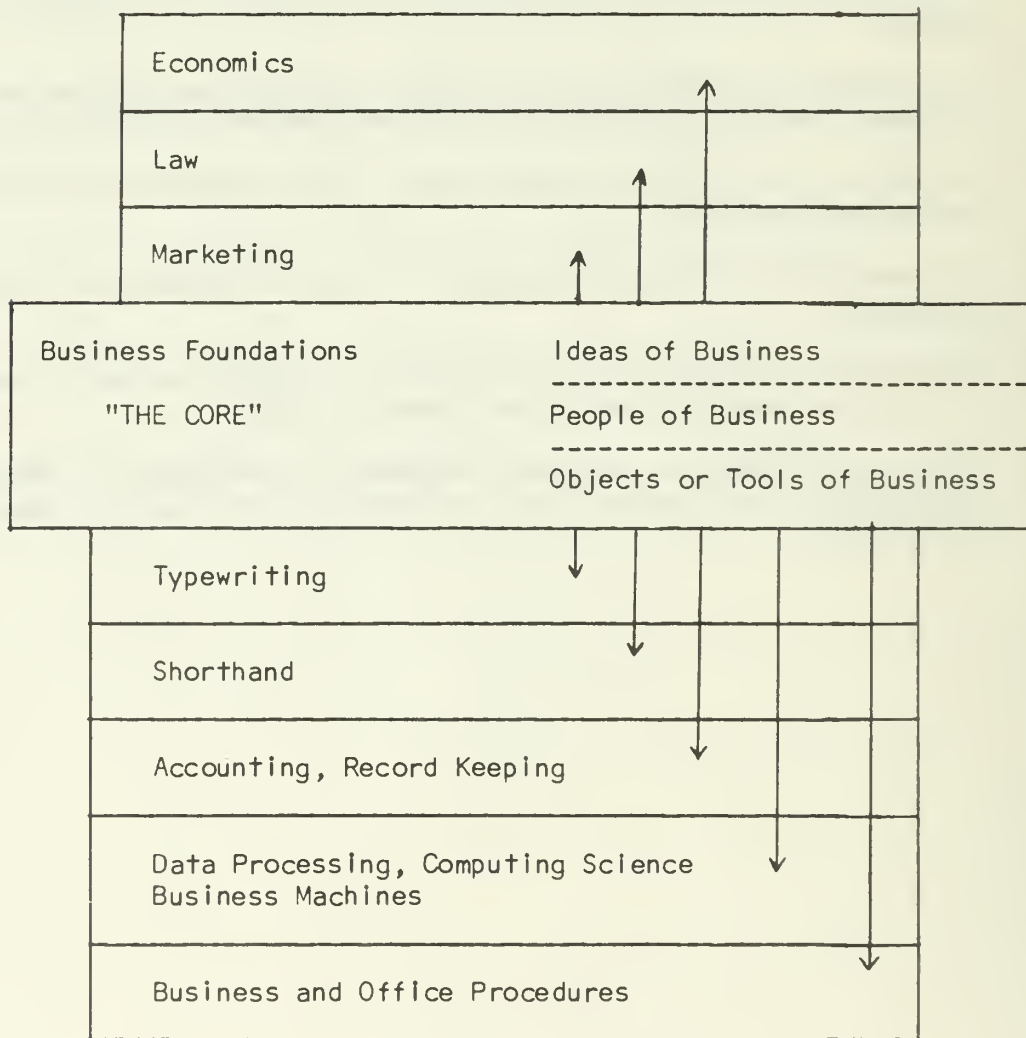 Economics
Law
Marketing
Business Foundations
"THE CORE"
Ideas of Business
People of Business
Objects or Tools of Business
Typewriting
Shorthand
Accounting, Record Keeping
Data Processing, Computing Science
Business Machines
Business and Office Procedures